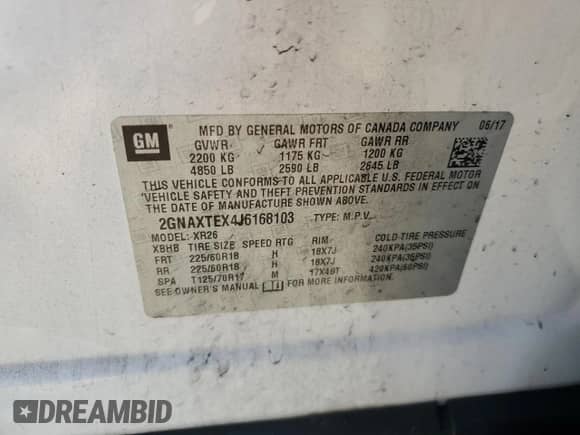 GM
MFD BY GENERAL MOTORS OF CANADA COMPANY 06/17
GVWR GAWR FRT GAWR RR
2200 KG 1175 KG 1200 KG
4850 LB 2590 LB 2645 LB
THIS VEHICLE CONFORMS TO ALL APPLICABLE U.S. FEDERAL MOTOR
VEHICLE SAFETY AND THEFT PREVENTION STANDARDS IN EFFECT ON
THE DATE OF MANUFACTURE SHOWN ABOVE.
2GNAXTEX4J6168103 TYPE: M.P.V.
MODEL: XR26
XBHB TIRE SIZE SPEED RTG RIM COLD TIRE PRESSURE
FRT 225/60R18 H 18X7J 240KPA(35PSI)
RR 225/60R18 H 18X7J 240KPA(35PSI)
SPA T125/70R17 M 17X4BT 420KPA(60PSI)
SEE OWNER'S MANUAL FOR MORE INFORMATION.
DREAMBID